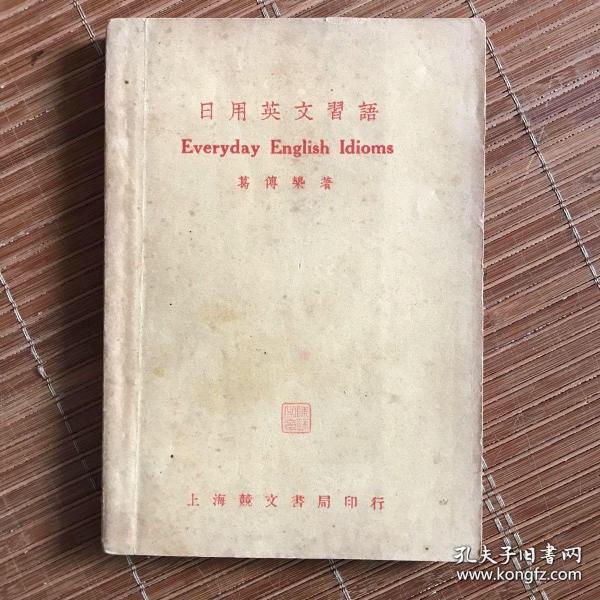 日用英文習語
Everyday English Idioms
葛傳槼著
上海競文書局印行
孔夫子旧書网
www.kongfz.com